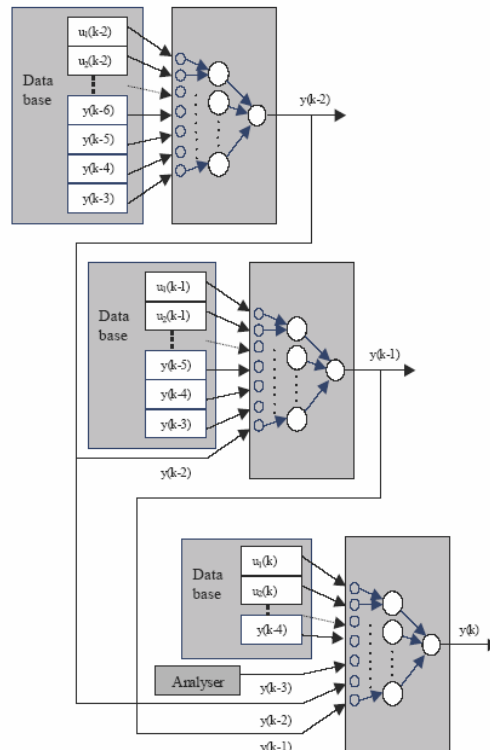 u₁(k-2)
u₂(k-2)
Data
base
y(k-6)
y(k-5)
y(k-4)
y(k-3)
y(k-2)
u₁(k-1)
u₂(k-1)
Data
base
y(k-5)
y(k-4)
y(k-3)
y(k-2)
y(k-1)
u₁(k)
Data
base
u₂(k)
y(k-4)
y(k)
Analyser
y(k-3)
y(k-2)
y(k-1)